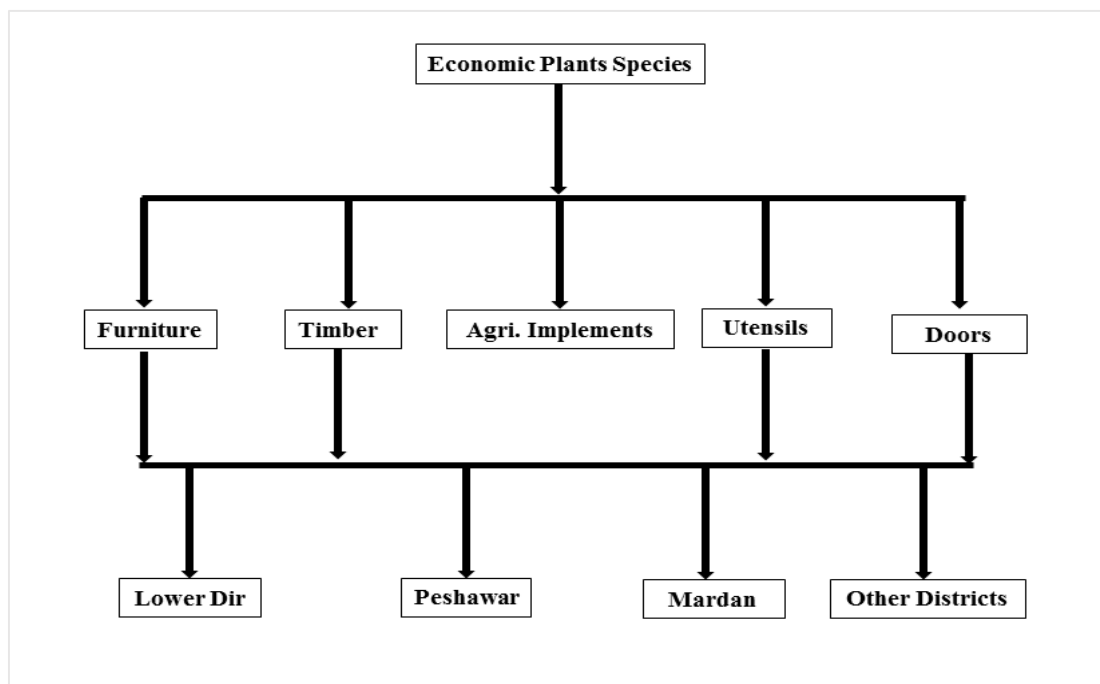 Economic Plants Species
Furniture
Timber
Agri. Implements
Utensils
Doors
Lower Dir
Peshawar
Mardan
Other Districts